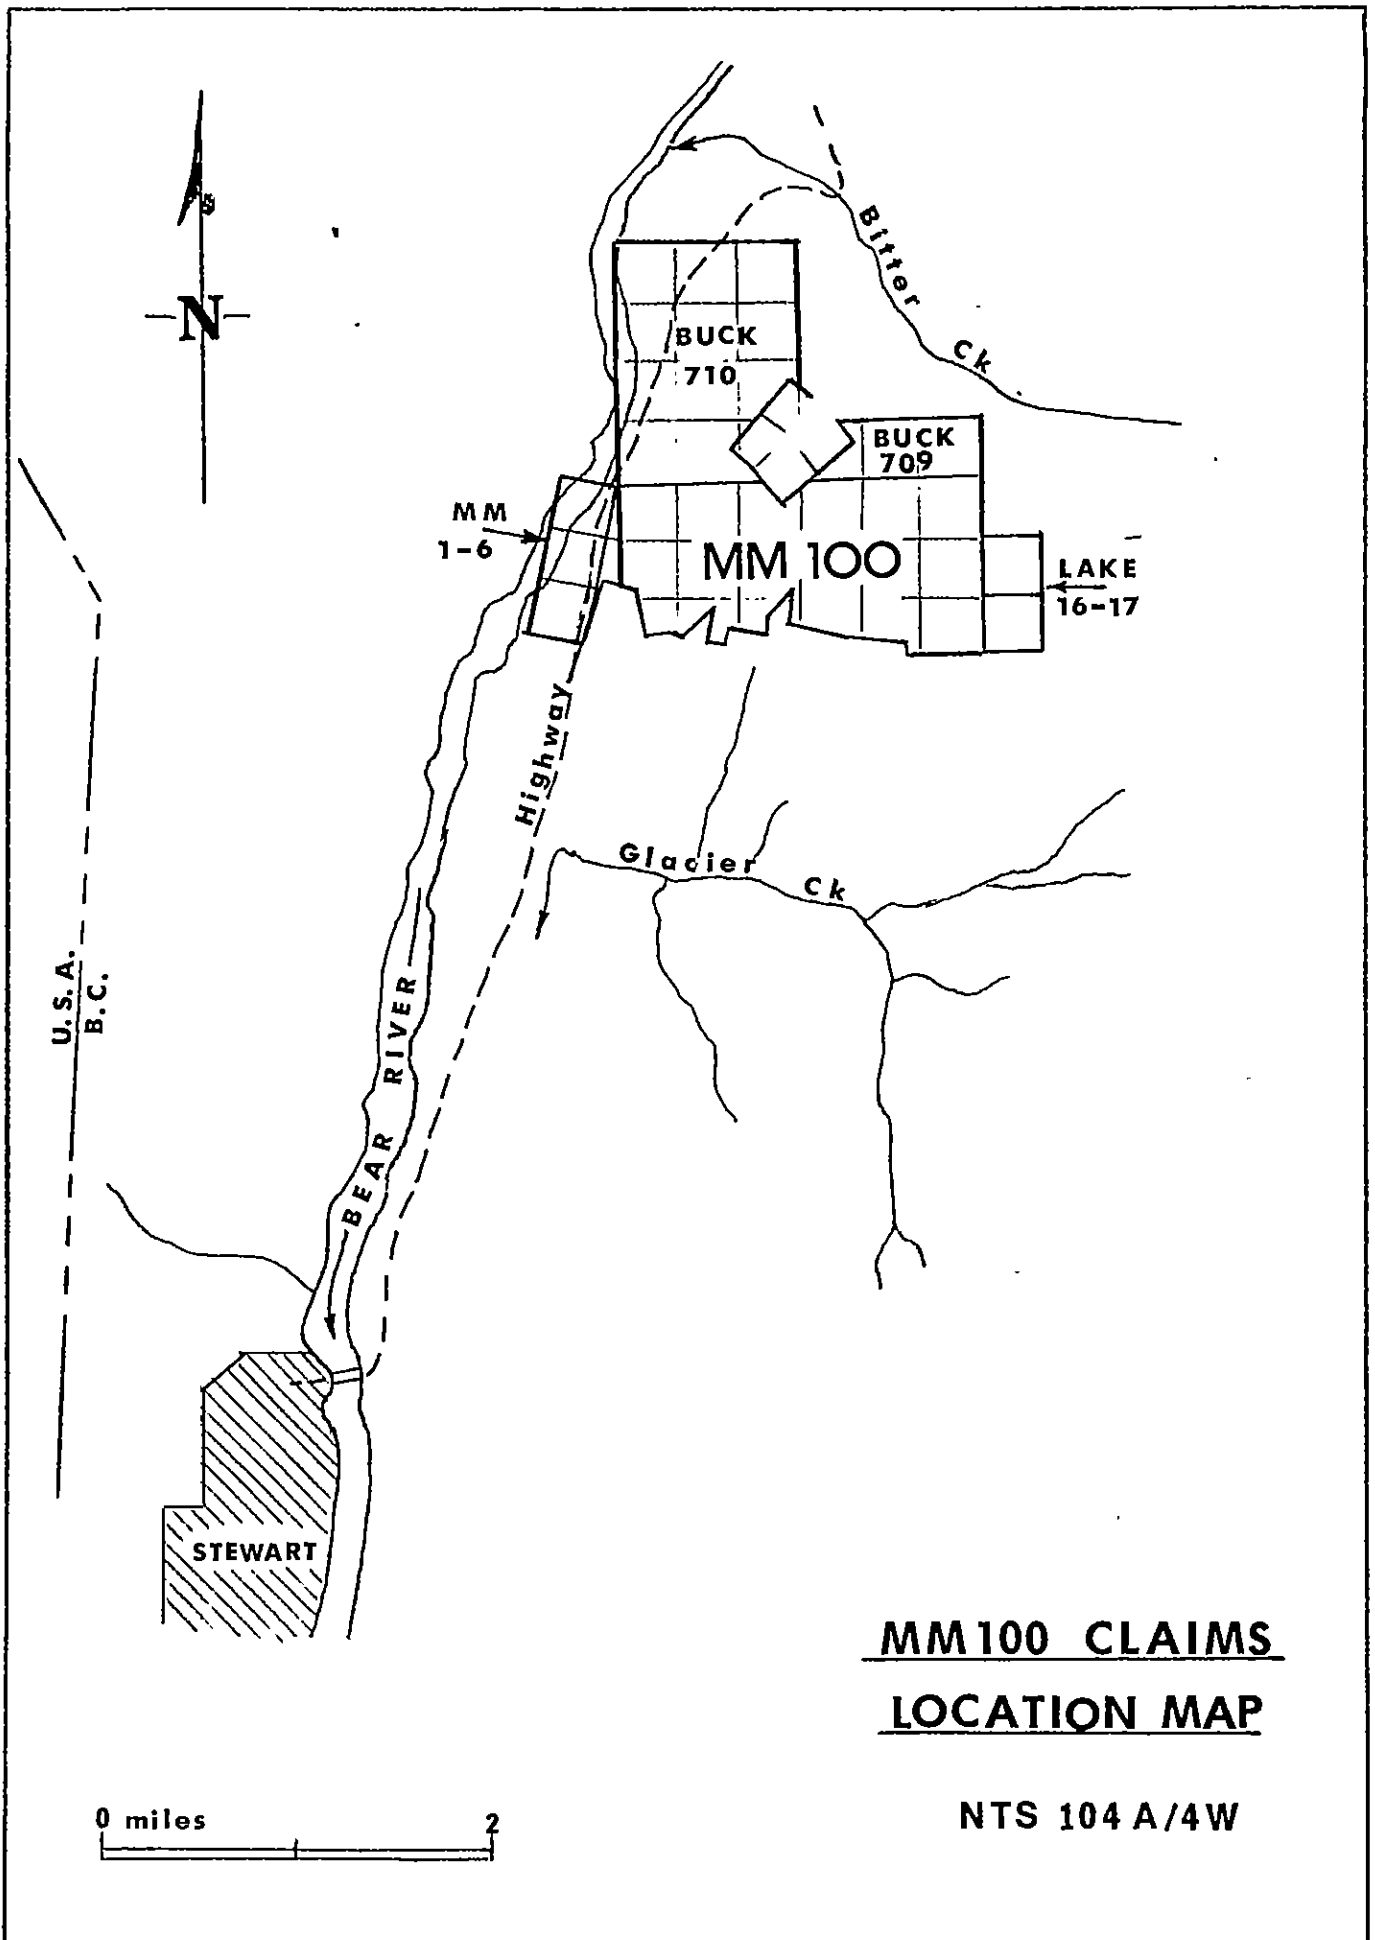 N
Bitter
Ck
BUCK
710
BUCK
709
MM
1-6
MM 100
LAKE
16-17
Highway
Glacier
Ck
U.S.A.
B.C.
BEAR RIVER
STEWART
MM100 CLAIMS
LOCATION MAP
0 miles 2
NTS 104 A/4W